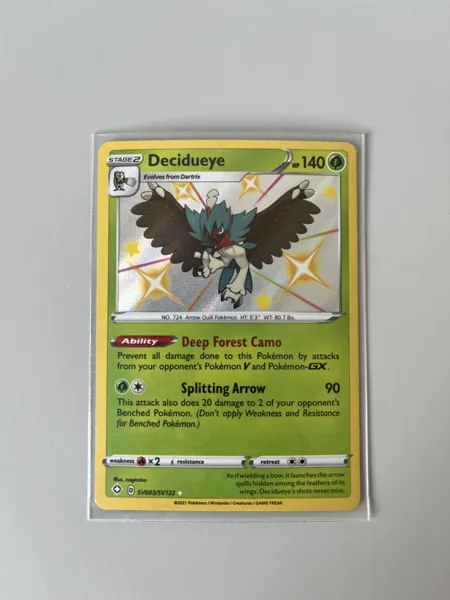 STAGE 2 Decidueye HP 140
Evolves from Dartrix
NO. 724 Arrow Quill Pokémon HT: 5'3" WT: 80.7 lbs.
Ability Deep Forest Camo
Prevent all damage done to this Pokémon by attacks
from your opponent's Pokémon V and Pokémon-GX.
Splitting Arrow 90
This attack also does 20 damage to 2 of your opponent's
Benched Pokémon. (Don't apply Weakness and Resistance
for Benched Pokémon.)
weakness ×2 resistance retreat
Illus. nagimiso
As if wielding a bow, it launches the arrow
quills hidden among the feathers of its
wings. Decidueye's shots never miss.
D SV003/SV122
©2021 Pokémon / Nintendo / Creatures / GAME FREAK